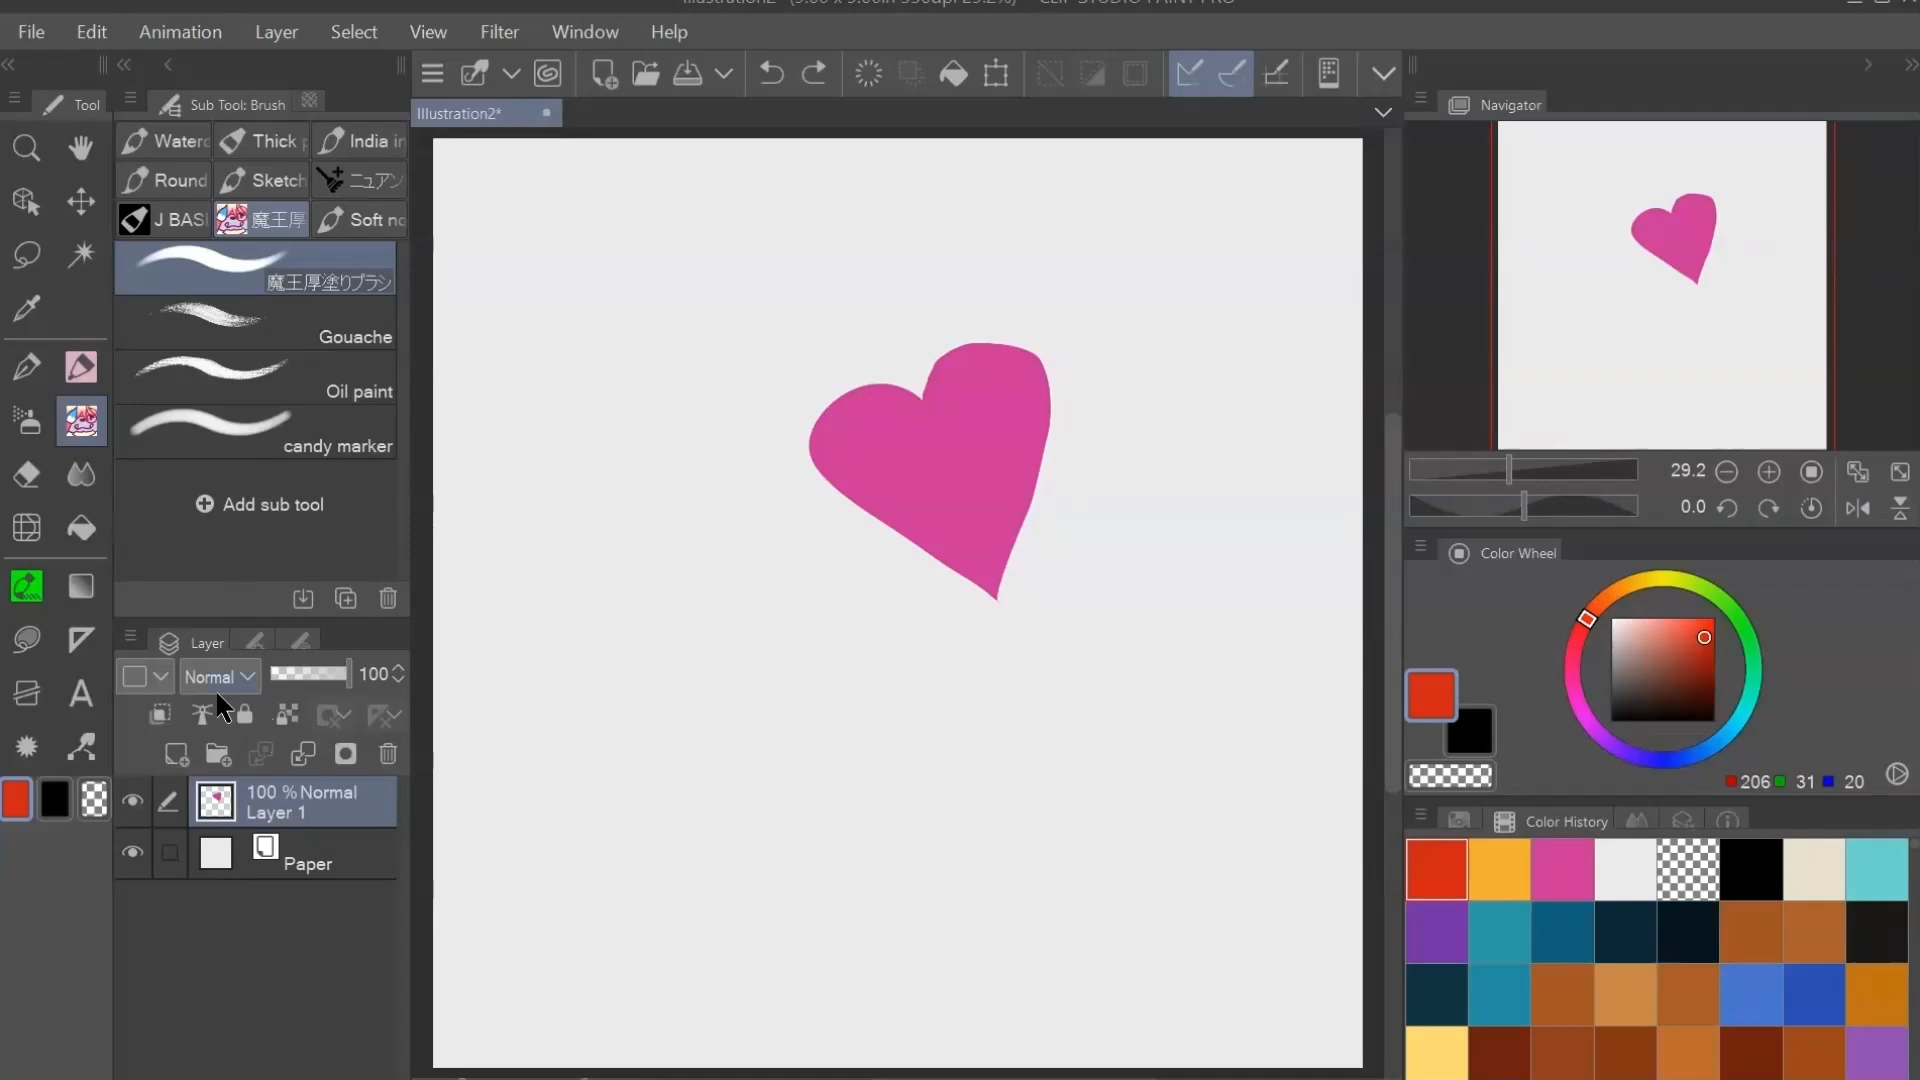 File Edit Animation Layer Select View Filter Window Help
Tool
Sub Tool: Brush
Illustration2*
Navigator
Waterc Thick p India in
Round Sketch ニュアン
J BASI 魔王厚 Soft no
魔王厚塗りブラシ
Gouache
Oil paint
candy marker
Add sub tool
29.2
0.0
Color Wheel
Layer
Normal 100
206 31 20
100 % Normal
Layer 1
Paper
Color History